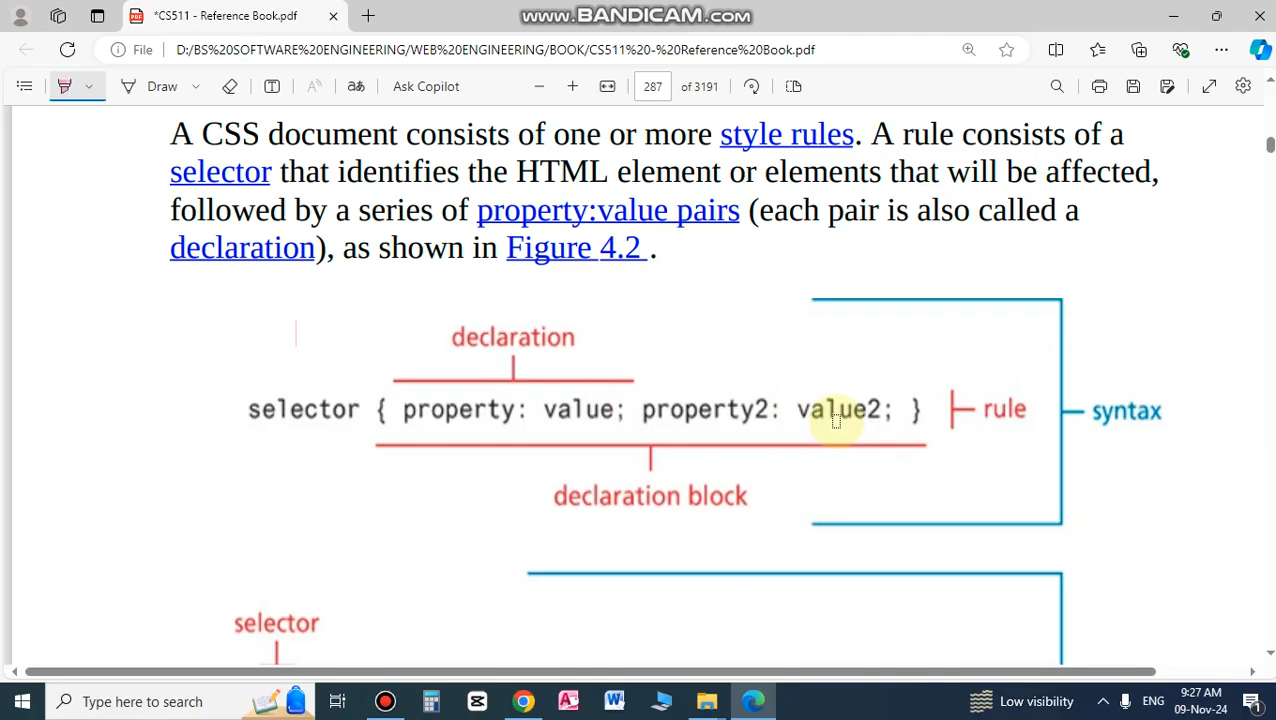 *CS511 - Reference Book.pdf
www.BANDICAM.com
File D:/BS%20SOFTWARE%20ENGINEERING/WEB%20ENGINEERING/BOOK/CS511%20-%20Reference%20Book.pdf
Draw aあ Ask Copilot 287 of 3191
A CSS document consists of one or more style rules. A rule consists of a
selector that identifies the HTML element or elements that will be affected,
followed by a series of property:value pairs (each pair is also called a
declaration), as shown in Figure 4.2 .
declaration
selector { property: value; property2: value2; } rule syntax
declaration block
selector
Type here to search Low visibility ENG 9:27 AM
09-Nov-24 1